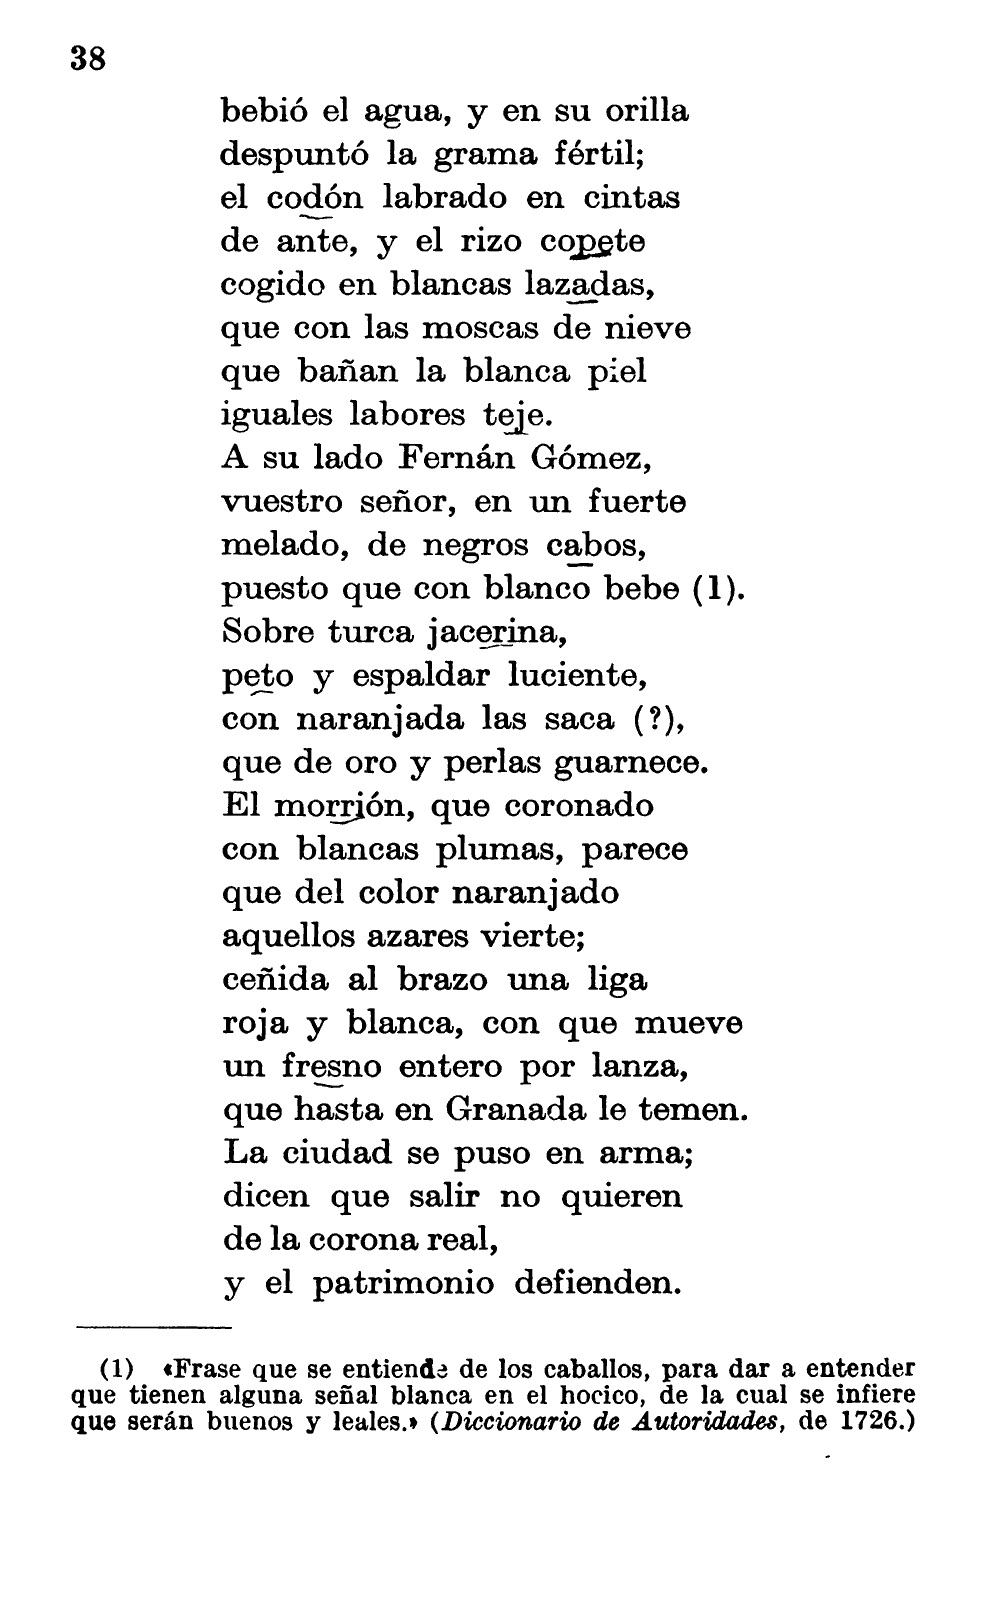 38
bebió el agua, y en su orilla
despuntó la grama fértil;
el codón labrado en cintas
de ante, y el rizo copete
cogido en blancas lazadas,
que con las moscas de nieve
que bañan la blanca piel
iguales labores teje.
A su lado Fernán Gómez,
vuestro señor, en un fuerte
melado, de negros cabos,
puesto que con blanco bebe (1).
Sobre turca jacerina,
peto y espaldar luciente,
con naranjada las saca (?),
que de oro y perlas guarnece.
El morrión, que coronado
con blancas plumas, parece
que del color naranjado
aquellos azares vierte;
ceñida al brazo una liga
roja y blanca, con que mueve
un fresno entero por lanza,
que hasta en Granada le temen.
La ciudad se puso en arma;
dicen que salir no quieren
de la corona real,
y el patrimonio defienden.
(1) «Frase que se entiende de los caballos, para dar a entender
que tienen alguna señal blanca en el hocico, de la cual se infiere
que serán buenos y leales.» (Diccionario de Autoridades, de 1726.)